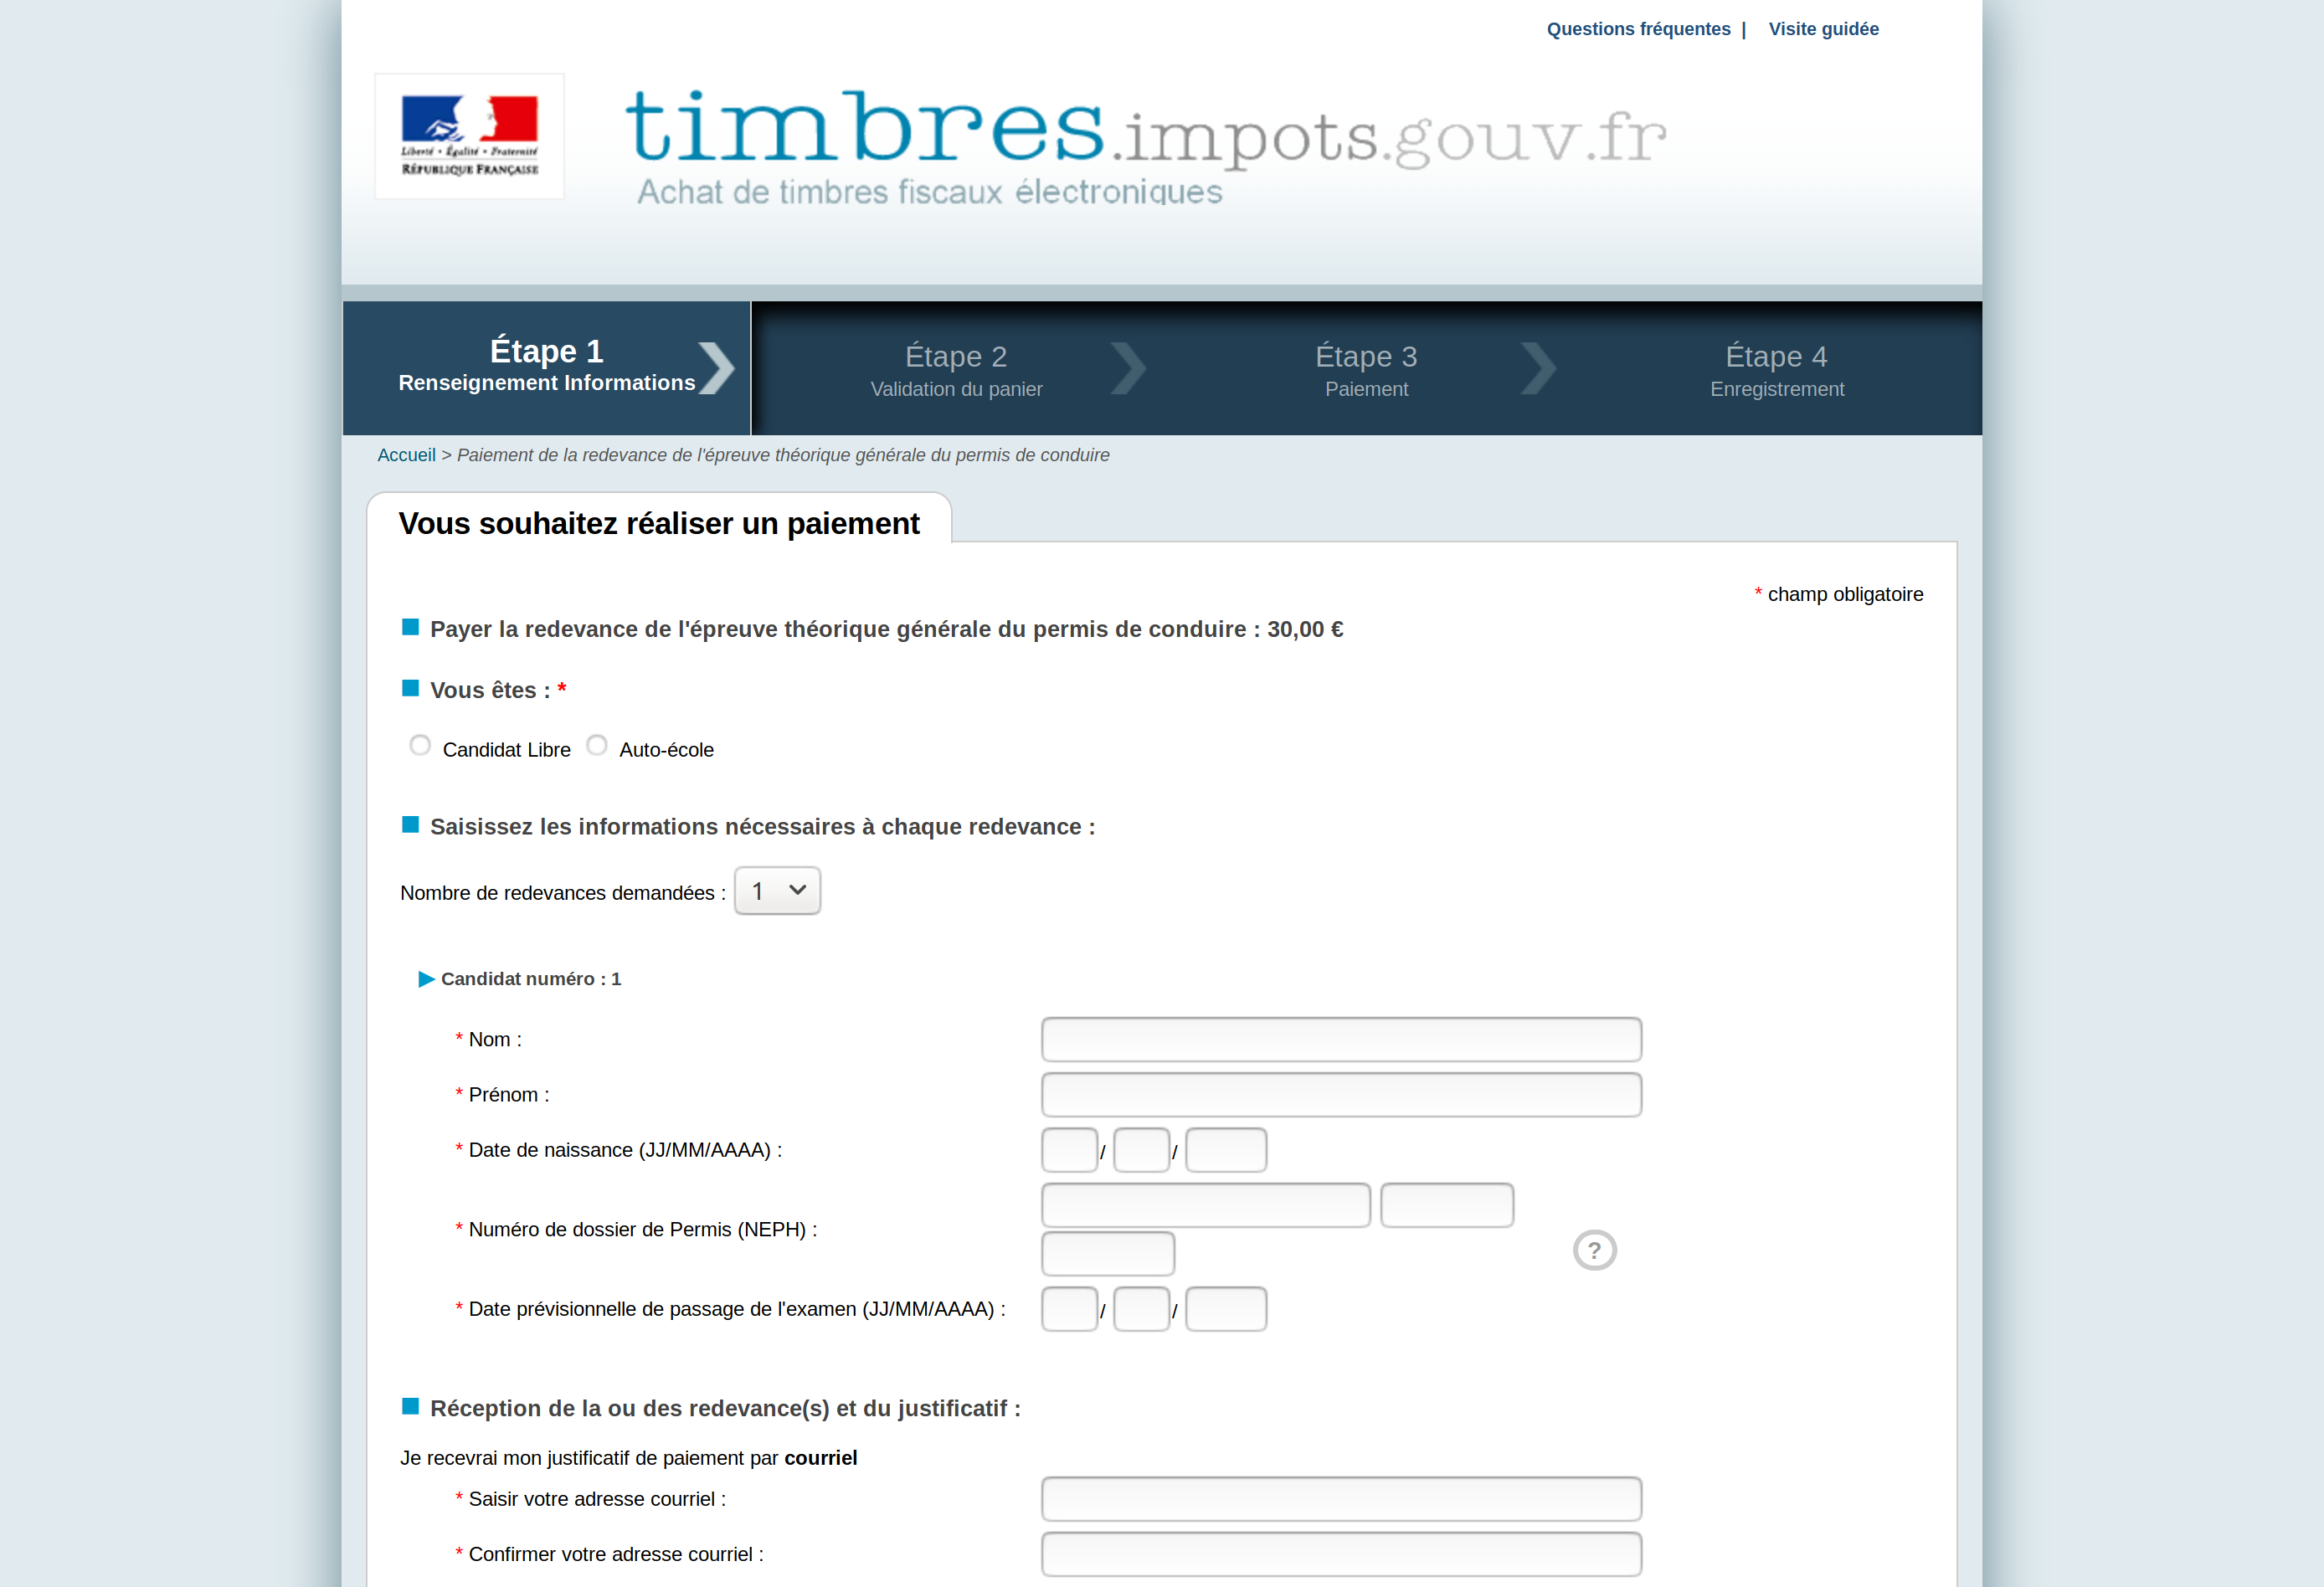 Questions fréquentes | Visite guidée
Liberté • Égalité • Fraternité
RÉPUBLIQUE FRANÇAISE
timbres.impots.gouv.fr
Achat de timbres fiscaux électroniques
Étape 1
Renseignement Informations
Étape 2
Validation du panier
Étape 3
Paiement
Étape 4
Enregistrement
Accueil > Paiement de la redevance de l'épreuve théorique générale du permis de conduire
Vous souhaitez réaliser un paiement
* champ obligatoire
Payer la redevance de l'épreuve théorique générale du permis de conduire : 30,00 €
Vous êtes : *
Candidat Libre Auto-école
Saisissez les informations nécessaires à chaque redevance :
Nombre de redevances demandées : 1
Candidat numéro : 1
* Nom :
* Prénom :
* Date de naissance (JJ/MM/AAAA) : / /
* Numéro de dossier de Permis (NEPH) : ?
* Date prévisionnelle de passage de l'examen (JJ/MM/AAAA) : / /
Réception de la ou des redevance(s) et du justificatif :
Je recevrai mon justificatif de paiement par courriel
* Saisir votre adresse courriel :
* Confirmer votre adresse courriel :